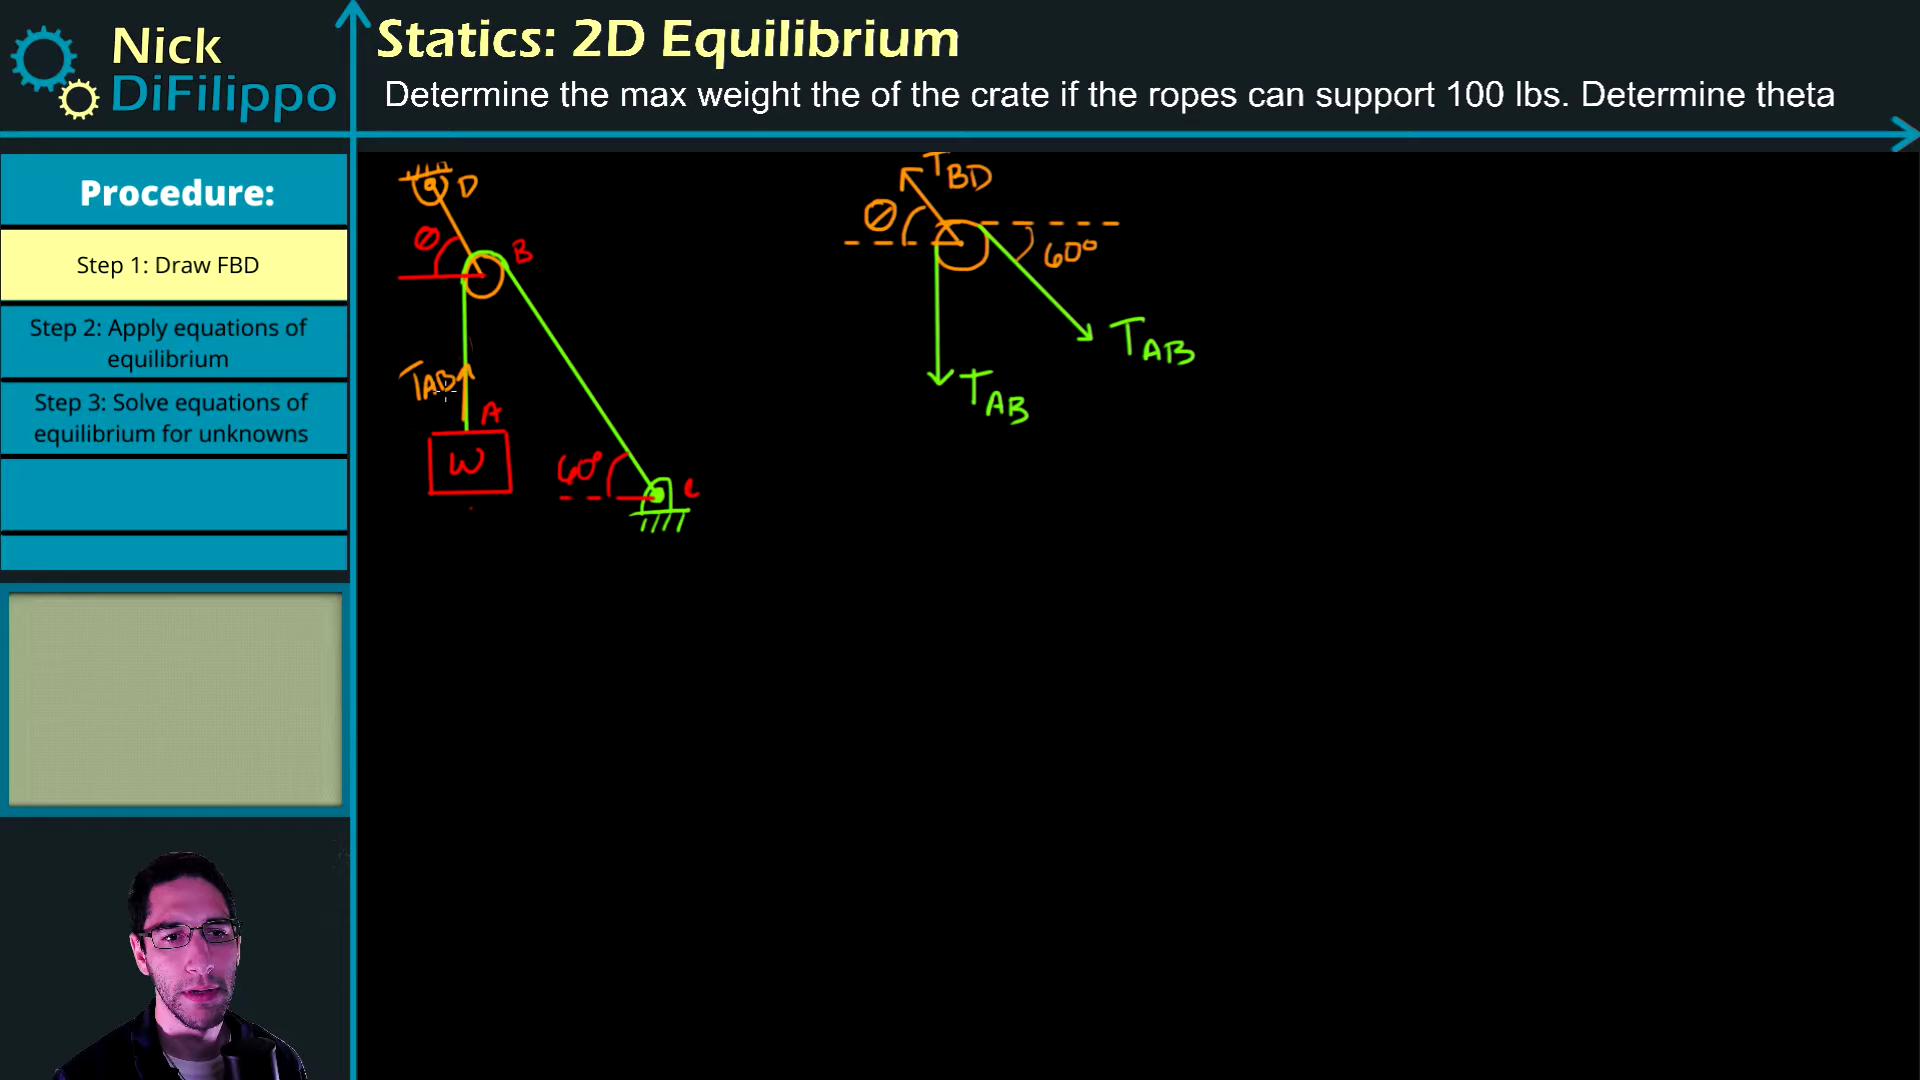 Nick
DiFilippo
Statics: 2D Equilibrium
Determine the max weight the of the crate if the ropes can support 100 lbs. Determine theta
Procedure:
Step 1: Draw FBD
Step 2: Apply equations of
equilibrium
Step 3: Solve equations of
equilibrium for unknowns
D
θ
B
TAB
A
W
60°
C
TBD
θ
60°
TAB
TAB